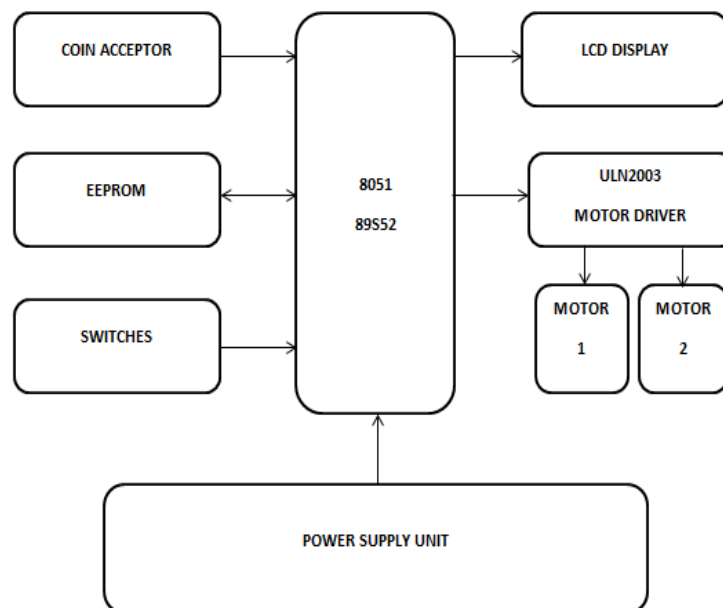 COIN ACCEPTOR
LCD DISPLAY
EEPROM
8051
89S52
ULN2003
MOTOR DRIVER
SWITCHES
MOTOR
1
MOTOR
2
POWER SUPPLY UNIT